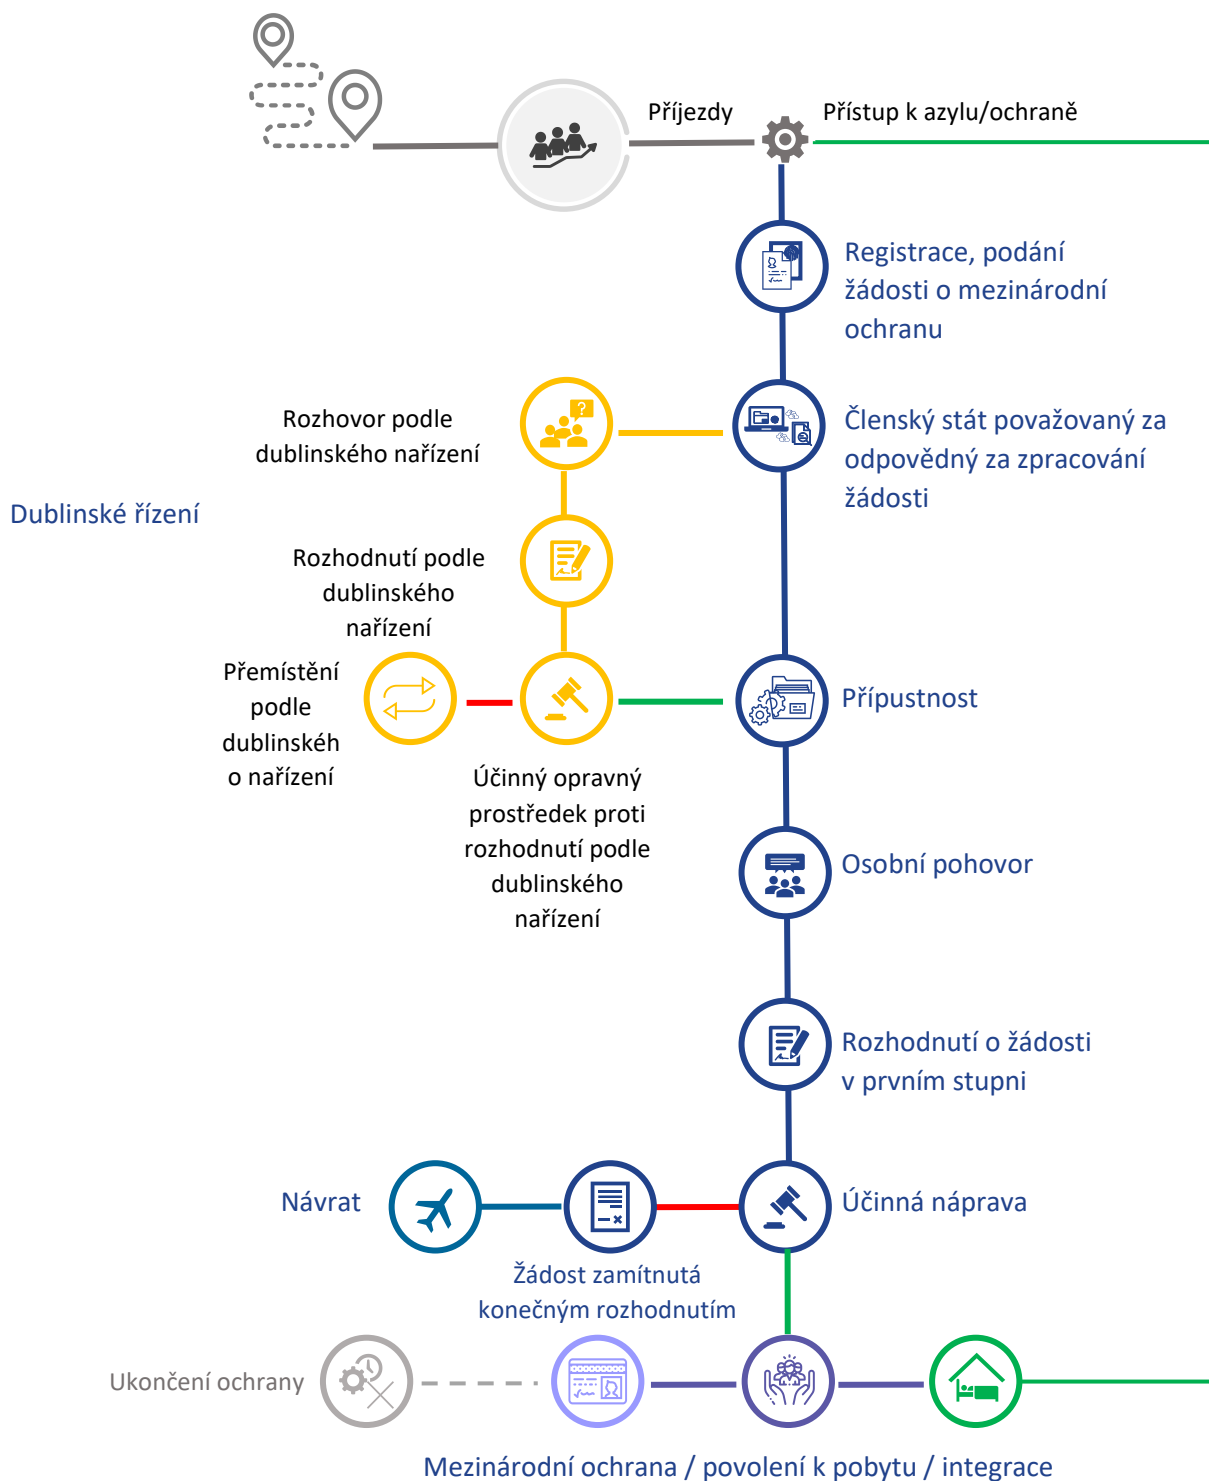 Příjezdy
Přístup k azylu/ochraně
Registrace, podání
žádosti o mezinárodní
ochranu
Rozhovor podle
dublinského nařízení
Členský stát považovaný za
odpovědný za zpracování
žádosti
Dublinské řízení
Rozhodnutí podle
dublinského
nařízení
Přemístění
podle
dublinskéh
o nařízení
Přípustnost
Účinný opravný
prostředek proti
rozhodnutí podle
dublinského
nařízení
Osobní pohovor
Rozhodnutí o žádosti
v prvním stupni
Návrat
Účinná náprava
Žádost zamítnutá
konečným rozhodnutím
Ukončení ochrany
Mezinárodní ochrana / povolení k pobytu / integrace